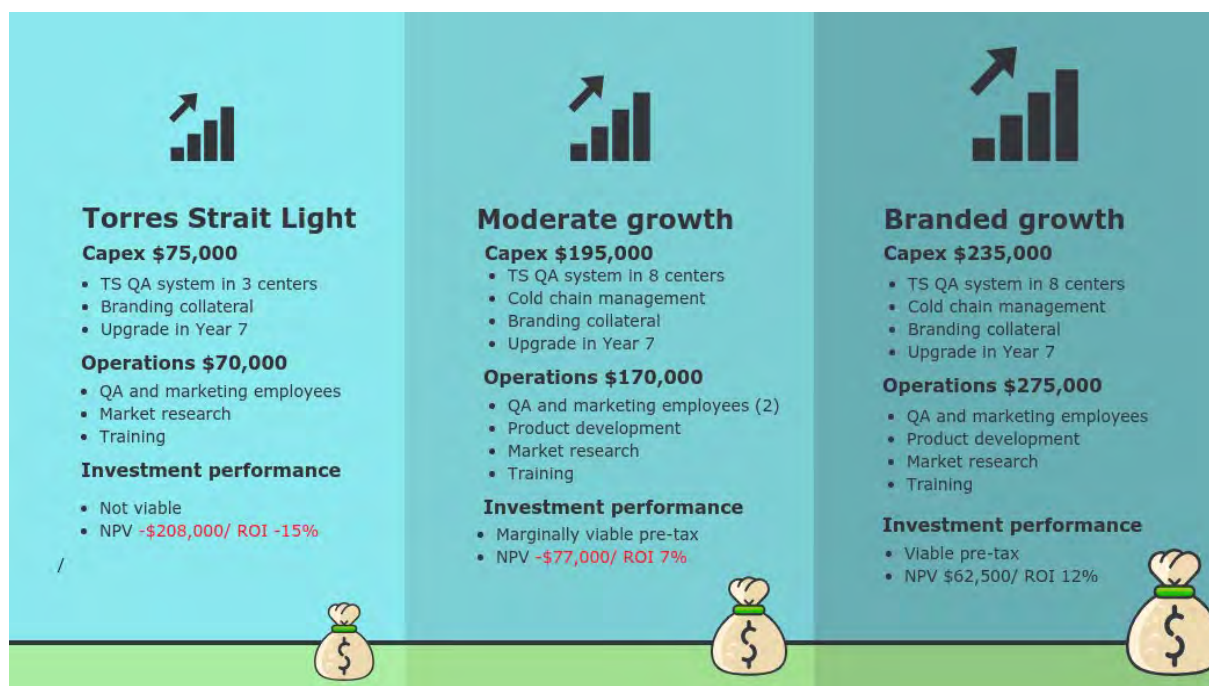 Torres Strait Light
Capex $75,000
• TS QA system in 3 centers
• Branding collateral
• Upgrade in Year 7
Operations $70,000
• QA and marketing employees
• Market research
• Training
Investment performance
• Not viable
• NPV -$208,000/ ROI -15%
/
Moderate growth
Capex $195,000
• TS QA system in 8 centers
• Cold chain management
• Branding collateral
• Upgrade in Year 7
Operations $170,000
• QA and marketing employees (2)
• Product development
• Market research
• Training
Investment performance
• Marginally viable pre-tax
• NPV -$77,000/ ROI 7%
Branded growth
Capex $235,000
• TS QA system in 8 centers
• Cold chain management
• Branding collateral
• Upgrade in Year 7
Operations $275,000
• QA and marketing employees
• Product development
• Market research
• Training
Investment performance
• Viable pre-tax
• NPV $62,500/ ROI 12%
$
$
$